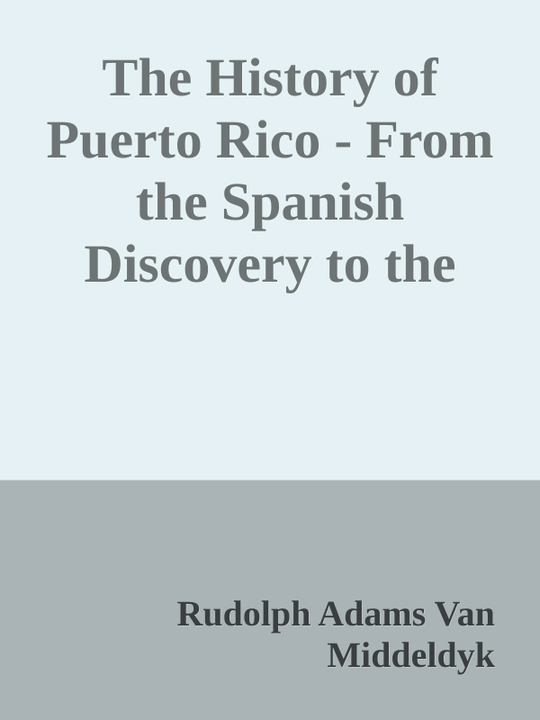 The History of
Puerto Rico - From
the Spanish
Discovery to the
Rudolph Adams Van
Middeldyk